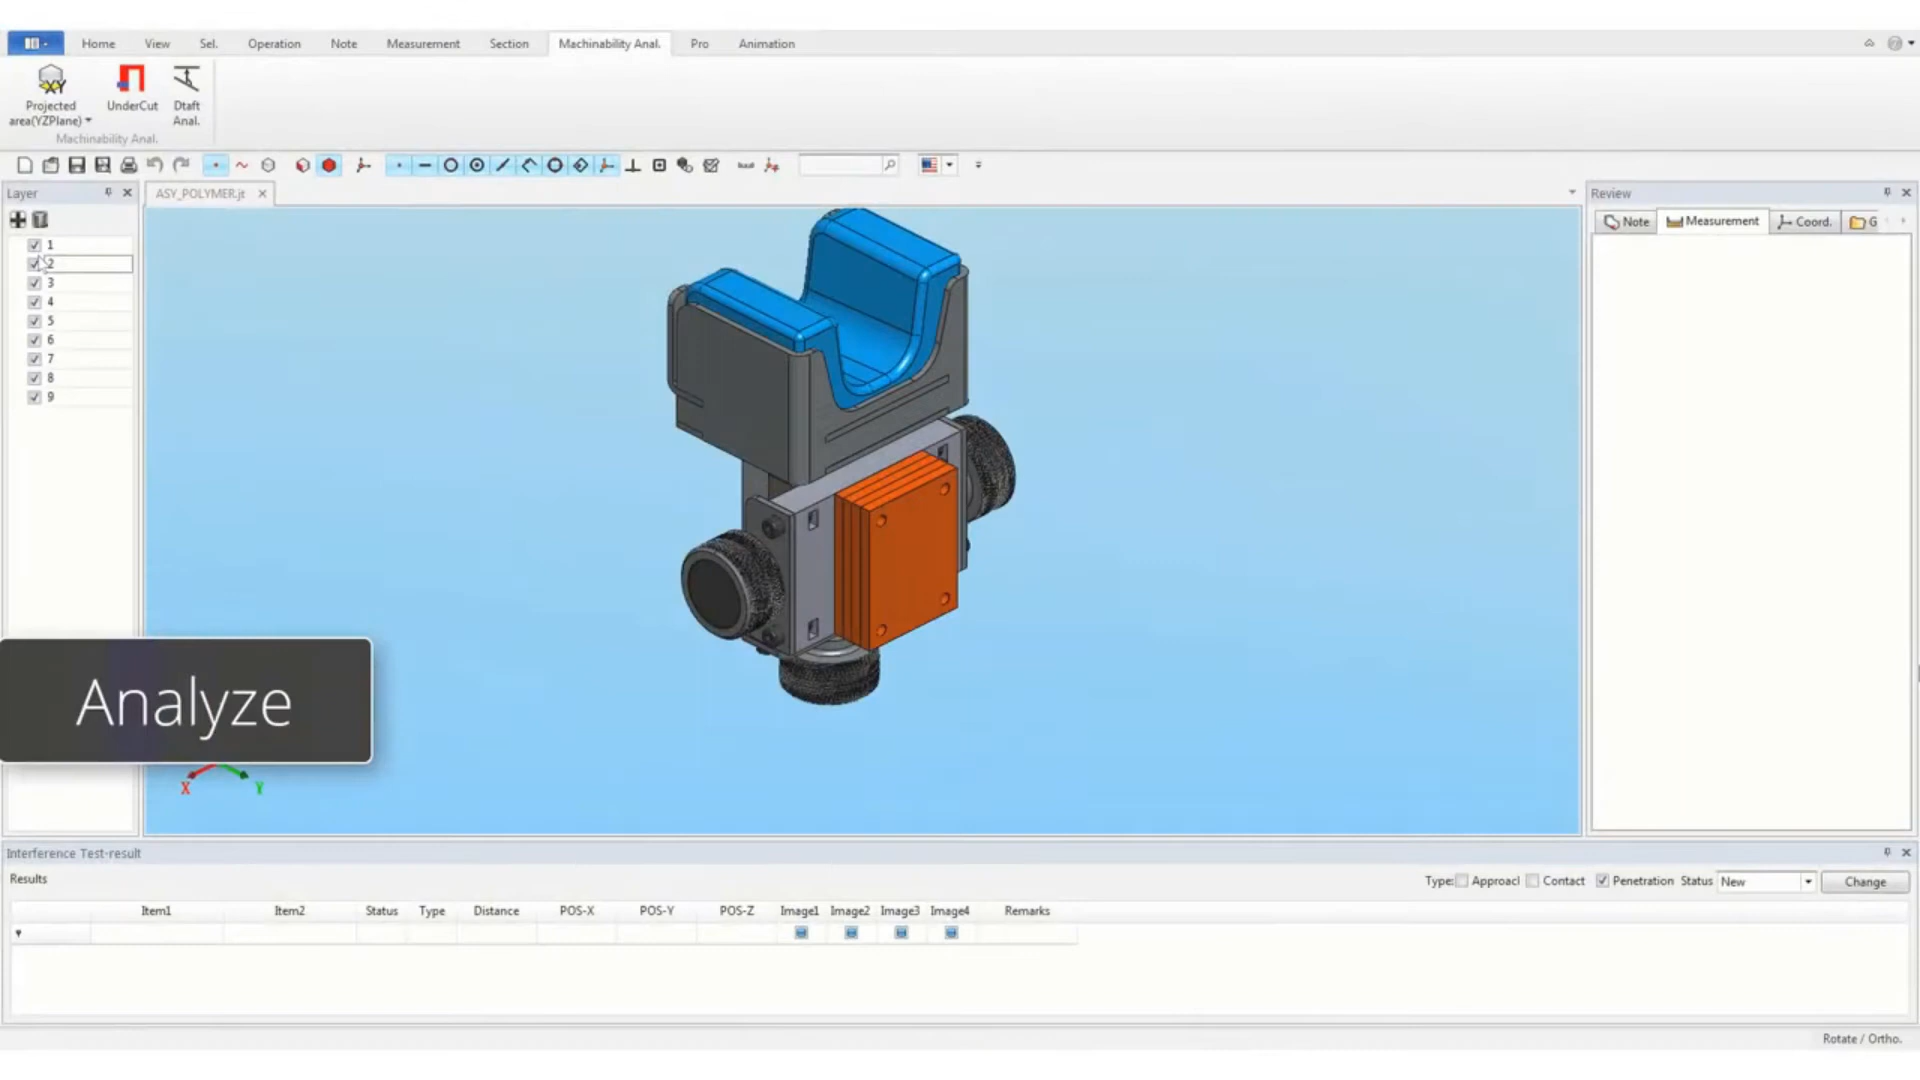 Home View Sel. Operation Note Measurement Section Machinability Anal. Pro Animation
Projected area(YZPlane)
UnderCut
Dtaft Anal.
Machinability Anal.
Layer
ASY_POLYMER.jt
Review
Note Measurement Coord. G
1
2
3
4
5
6
7
8
9
Analyze
X Y
Interference Test-result
Results
Type: Approacl Contact Penetration Status New Change
Item1 Item2 Status Type Distance POS-X POS-Y POS-Z Image1 Image2 Image3 Image4 Remarks
Rotate / Ortho.